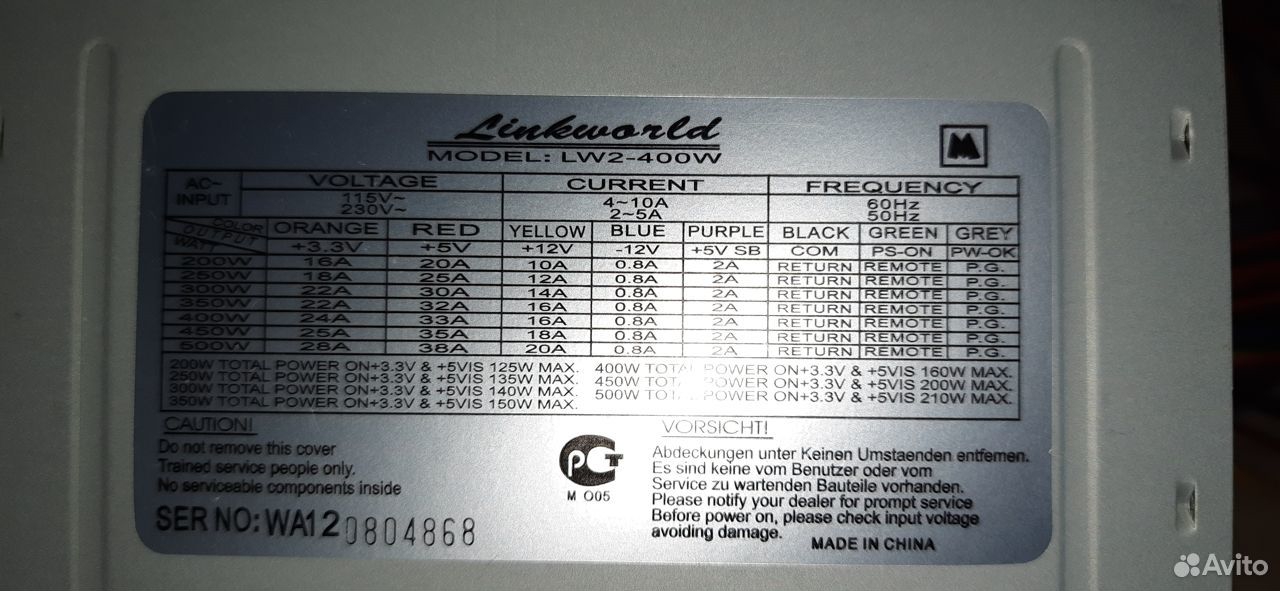 Linkworld
MODEL: LW2-400W
M
AC~ INPUT VOLTAGE CURRENT FREQUENCY
115V~ 4~10A 60Hz
230V~ 2~5A 50Hz
COLOR OUTPUT WATT ORANGE RED YELLOW BLUE PURPLE BLACK GREEN GREY
+3.3V +5V +12V -12V +5V SB COM PS-ON PW-OK
200W 16A 20A 10A 0.8A 2A RETURN REMOTE P.G.
250W 18A 25A 12A 0.8A 2A RETURN REMOTE P.G.
300W 22A 30A 14A 0.8A 2A RETURN REMOTE P.G.
350W 22A 32A 16A 0.8A 2A RETURN REMOTE P.G.
400W 24A 33A 16A 0.8A 2A RETURN REMOTE P.G.
450W 25A 35A 18A 0.8A 2A RETURN REMOTE P.G.
500W 28A 38A 20A 0.8A 2A RETURN REMOTE P.G.
200W TOTAL POWER ON+3.3V & +5VIS 125W MAX. 400W TOTAL POWER ON+3.3V & +5VIS 160W MAX.
250W TOTAL POWER ON+3.3V & +5VIS 135W MAX. 450W TOTAL POWER ON+3.3V & +5VIS 200W MAX.
300W TOTAL POWER ON+3.3V & +5VIS 140W MAX. 500W POWER ON+3.3V & +5VIS 210W MAX.
350W TOTAL POWER ON+3.3V & +5VIS 150W MAX.
CAUTION!
Do not remove this cover
Trained service people only.
No serviceable components inside
SER NO: WA12 0804868
РСТ
M O05
VORSICHT!
Abdeckungen unter Keinen Umstaenden entfemen.
Es sind keine vom Benutzer oder vom
Service zu wartenden Bauteile vorhanden.
Please notify your dealer for prompt service
Before power on, please check input voltage
avoiding damage.
MADE IN CHINA
Avito